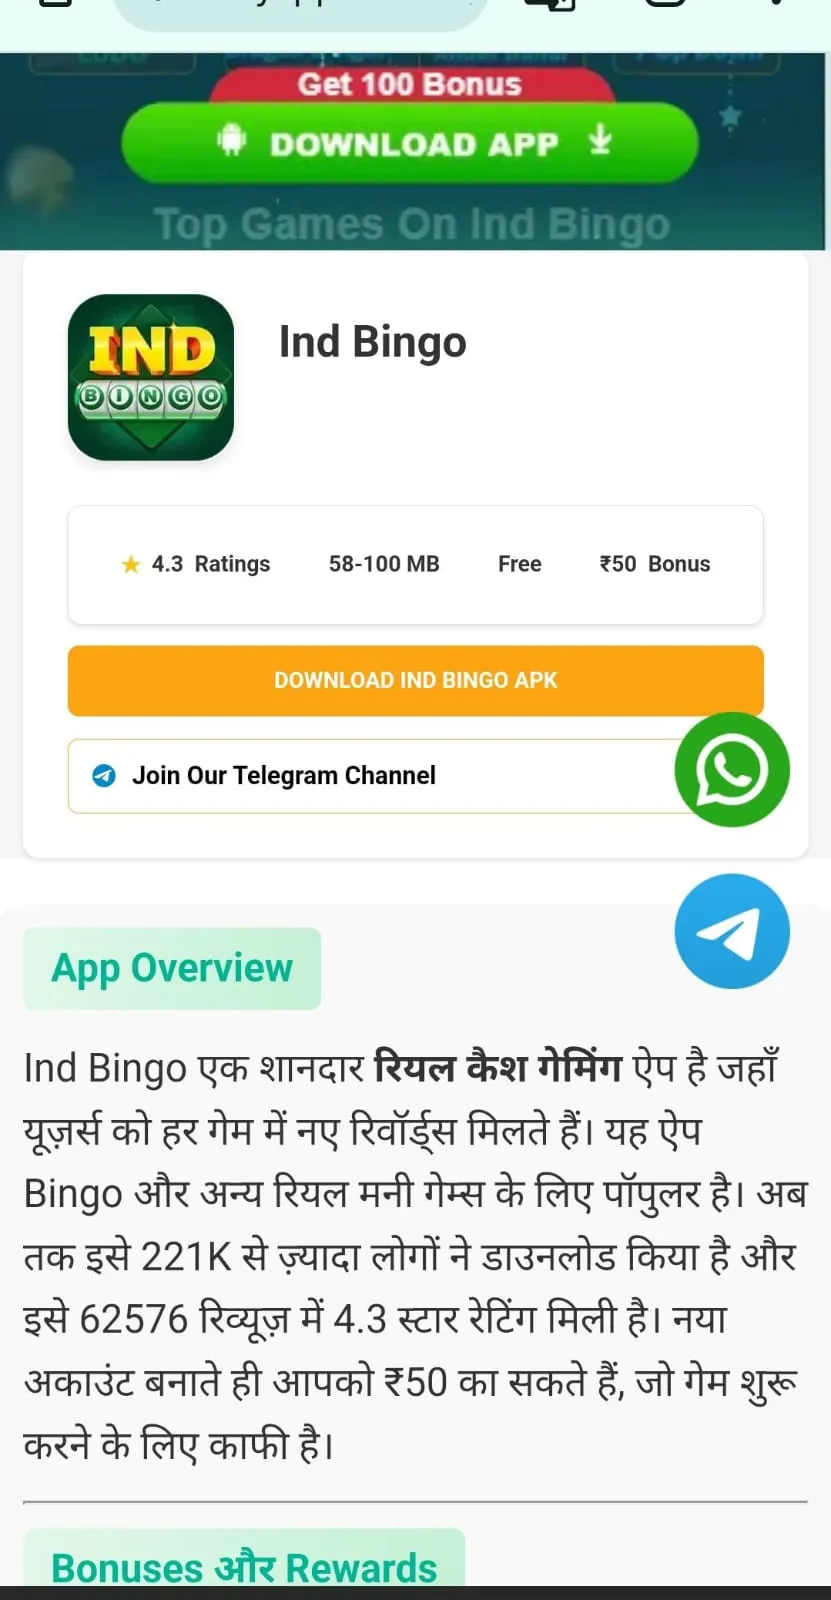 Get 100 Bonus
DOWNLOAD APP
Top Games On Ind Bingo
IND
BINGO
Ind Bingo
4.3 Ratings 58-100 MB Free ₹50 Bonus
DOWNLOAD IND BINGO APK
Join Our Telegram Channel
App Overview
Ind Bingo एक शानदार रियल कैश गेमिंग ऐप है जहाँ
यूज़र्स को हर गेम में नए रिवॉर्ड्स मिलते हैं। यह ऐप
Bingo और अन्य रियल मनी गेम्स के लिए पॉपुलर है। अब
तक इसे 221K से ज़्यादा लोगों ने डाउनलोड किया है और
इसे 62576 रिव्यूज़ में 4.3 स्टार रेटिंग मिली है। नया
अकाउंट बनाते ही आपको ₹50 का सकते हैं, जो गेम शुरू
करने के लिए काफी है।
Bonuses और Rewards